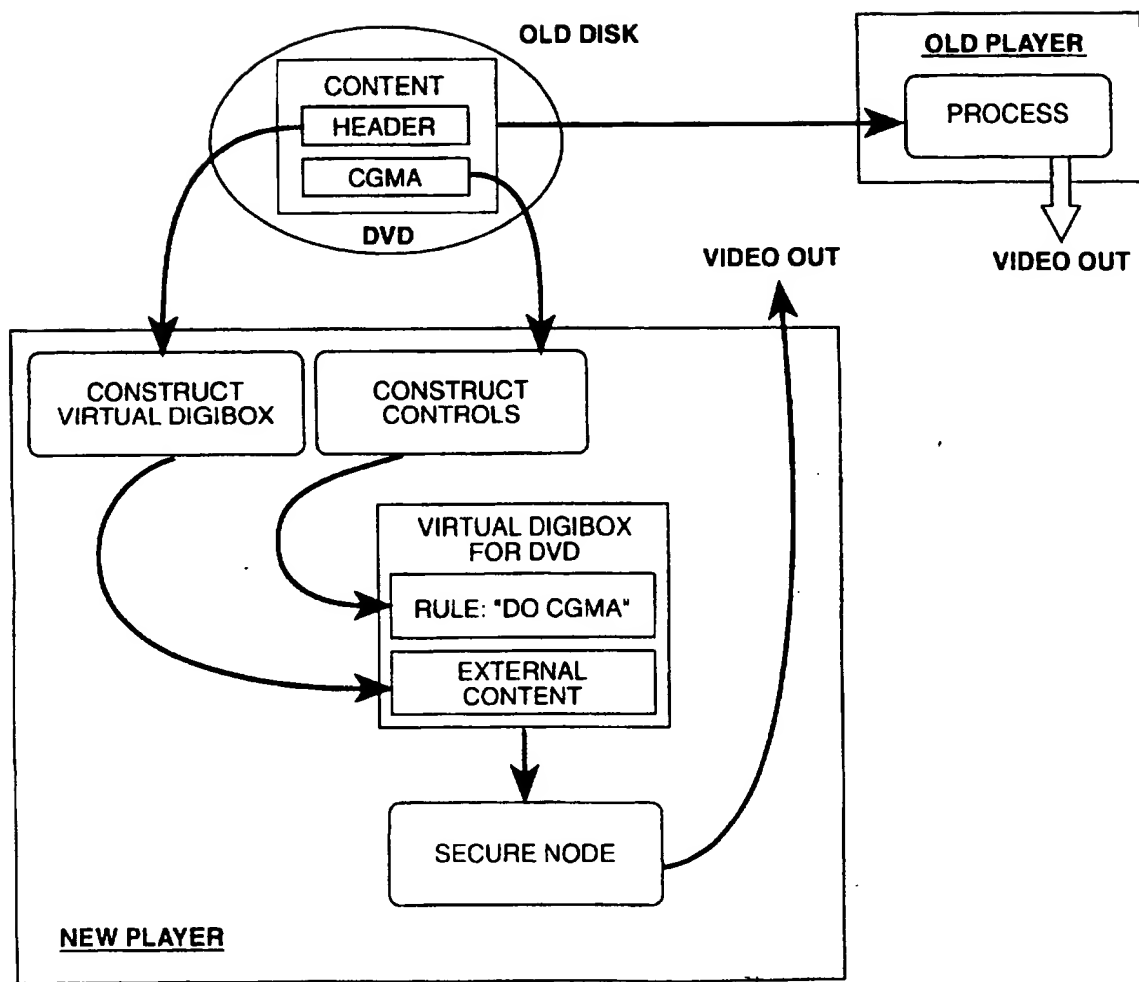 OLD DISK
CONTENT
HEADER
CGMA
DVD
OLD PLAYER
PROCESS
VIDEO OUT
VIDEO OUT
CONSTRUCT
VIRTUAL DIGIBOX
CONSTRUCT
CONTROLS
VIRTUAL DIGIBOX
FOR DVD
RULE: "DO CGMA"
EXTERNAL
CONTENT
SECURE NODE
NEW PLAYER